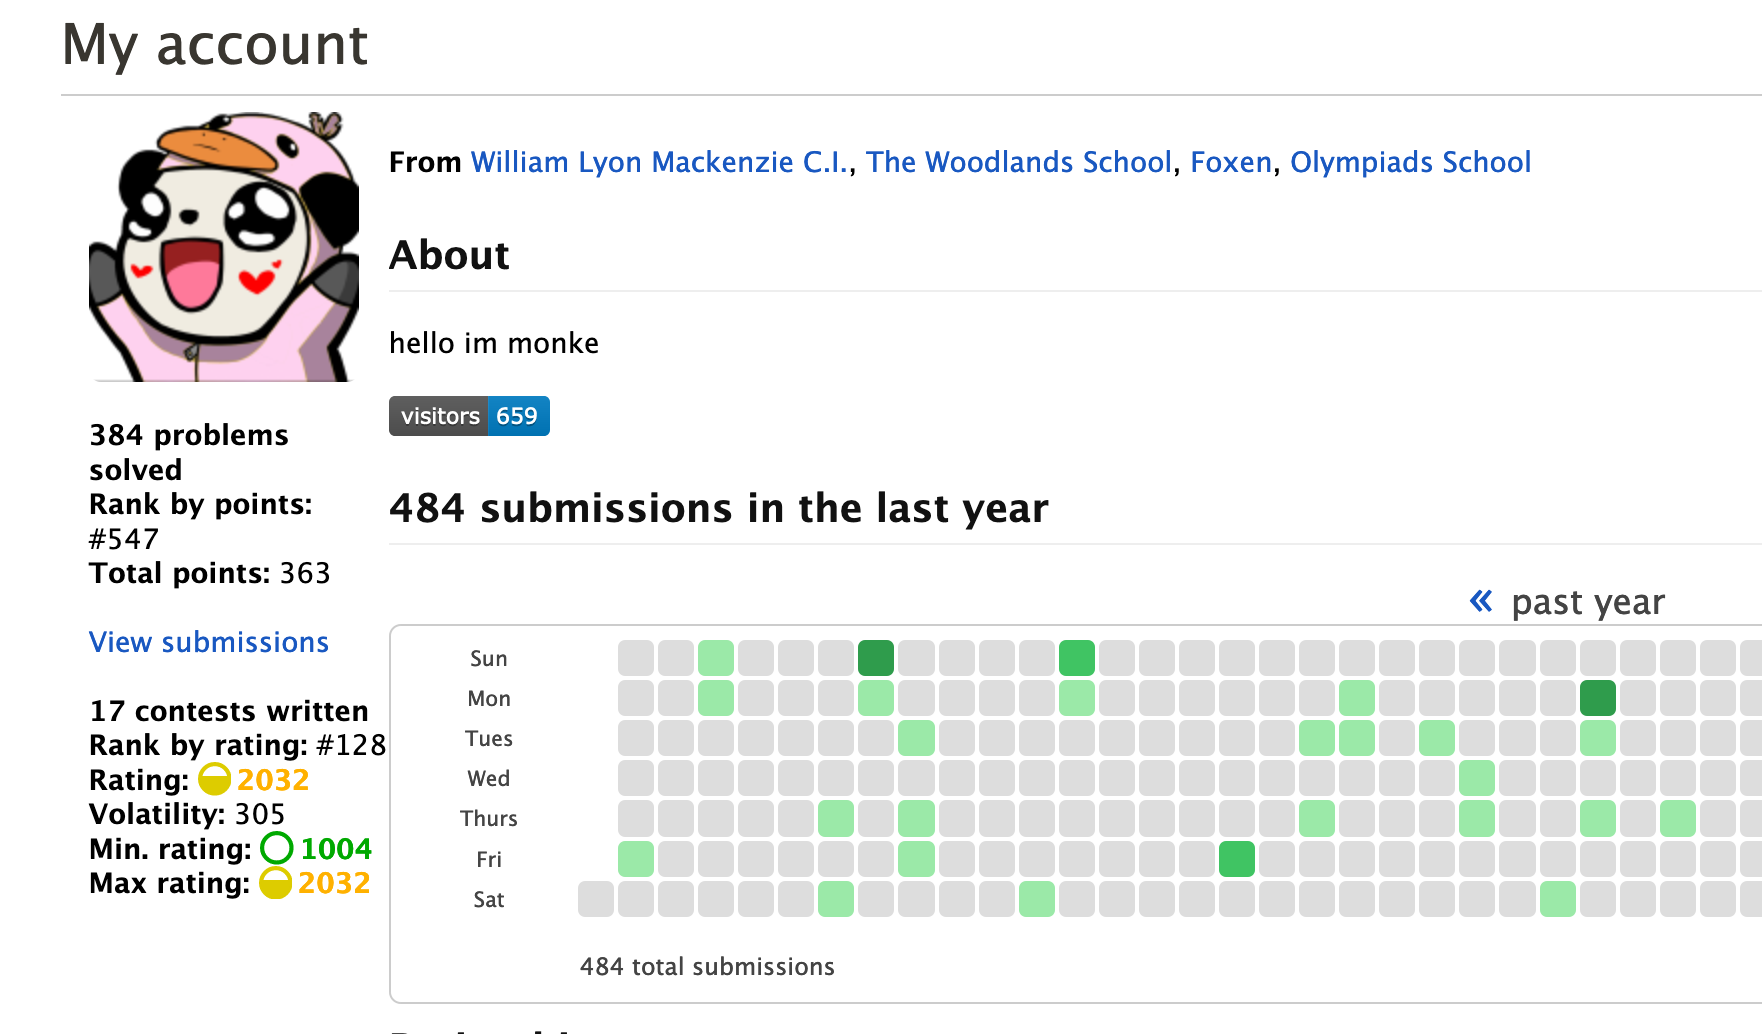 My account
From William Lyon Mackenzie C.I., The Woodlands School, Foxen, Olympiads School
About
hello im monke
visitors 659
384 problems
solved
Rank by points:
#547
Total points: 363
View submissions
17 contests written
Rank by rating: #128
Rating: 2032
Volatility: 305
Min. rating: 1004
Max rating: 2032
484 submissions in the last year
« past year
Sun
Mon
Tues
Wed
Thurs
Fri
Sat
484 total submissions